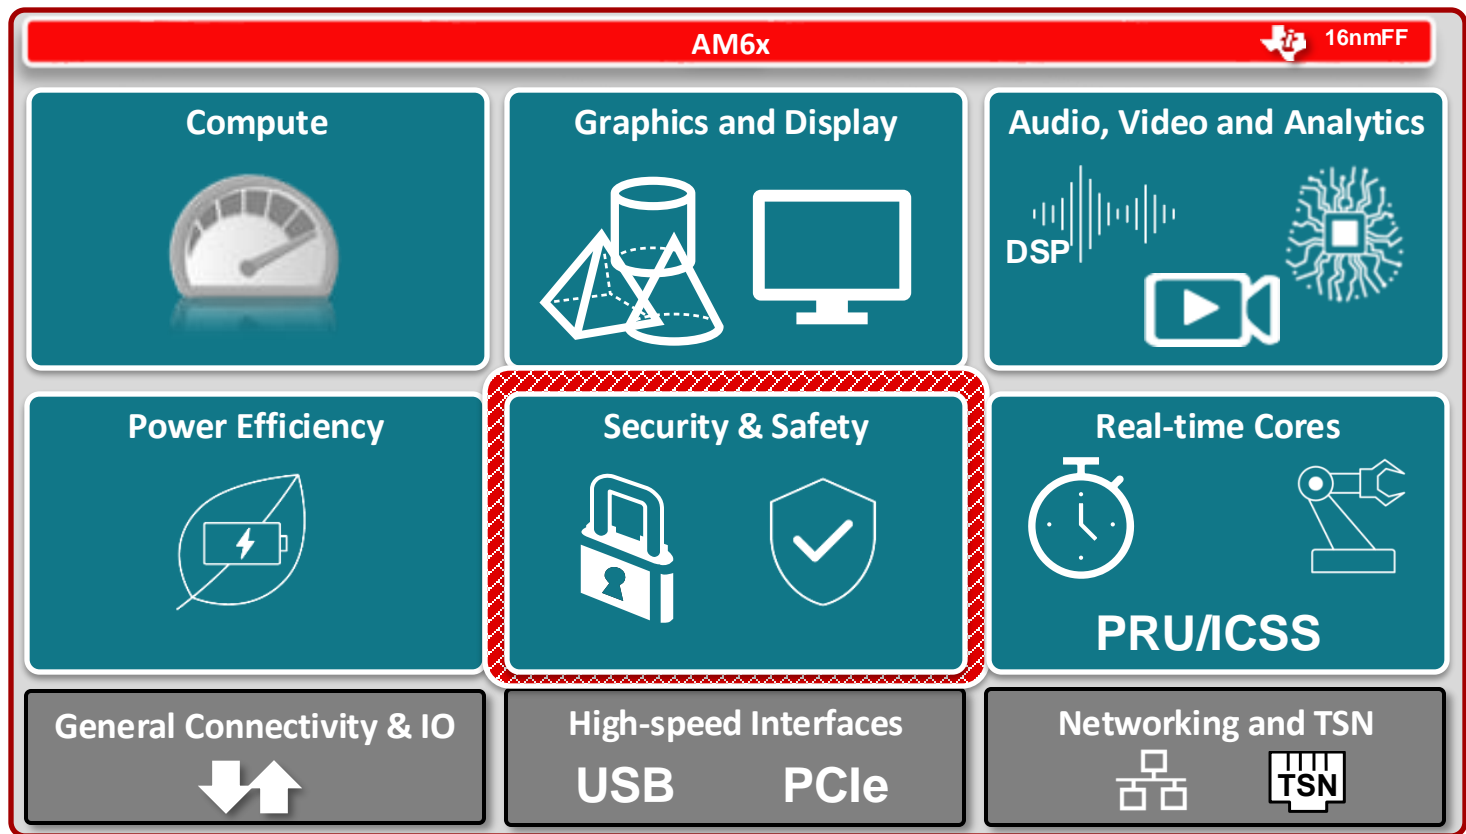 AM6x
16nmFF
Compute
Graphics and Display
Audio, Video and Analytics
DSP
Power Efficiency
Security & Safety
Real-time Cores
PRU/ICSS
General Connectivity & IO
High-speed Interfaces
USB PCIe
Networking and TSN
TSN